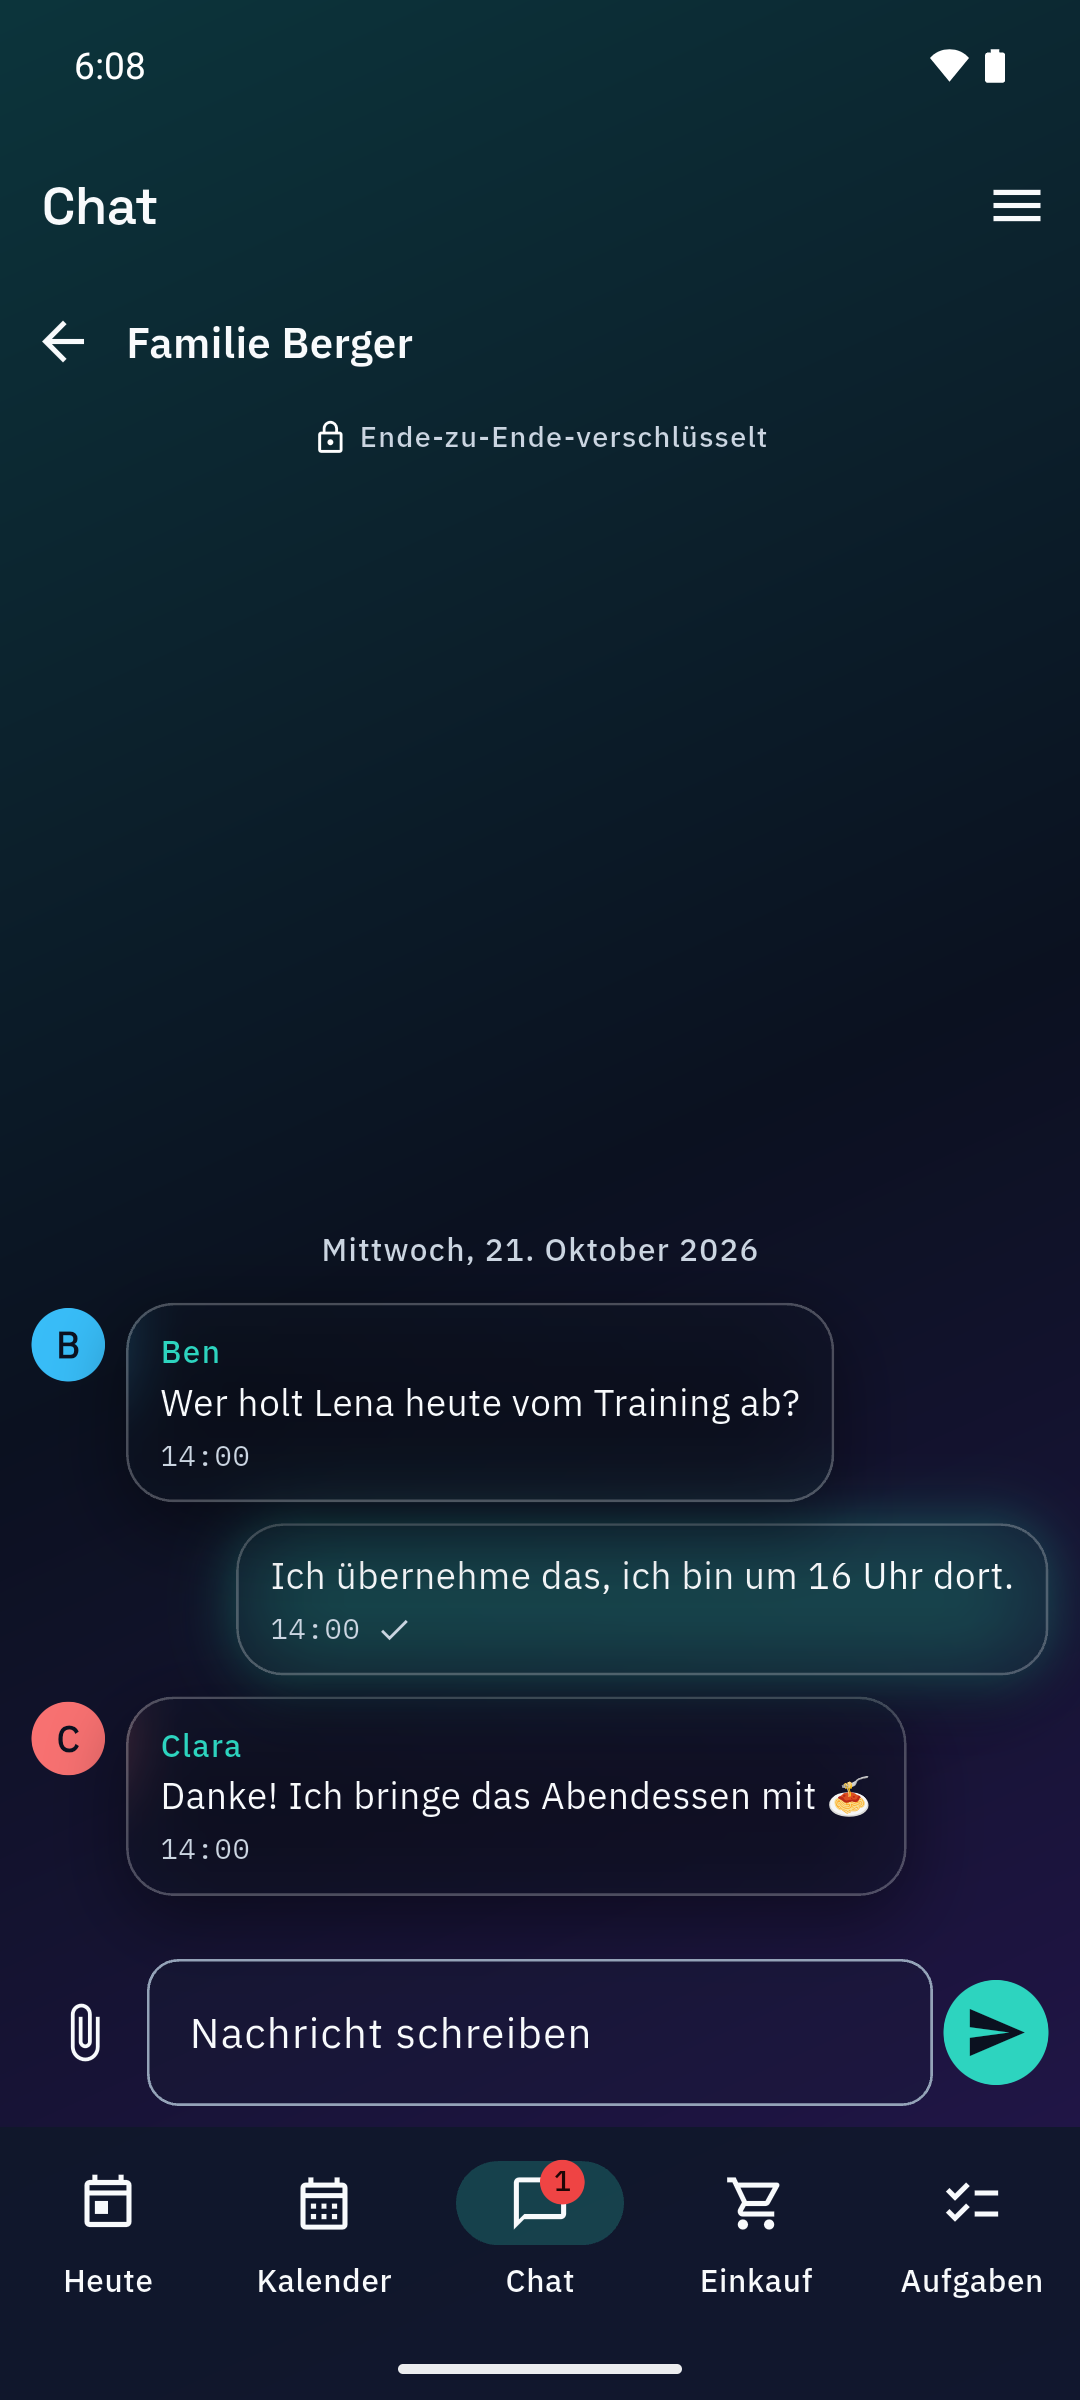 6:08
Chat
Familie Berger
Ende-zu-Ende-verschlüsselt
Mittwoch, 21. Oktober 2026
B
Ben
Wer holt Lena heute vom Training ab?
14:00
Ich übernehme das, ich bin um 16 Uhr dort.
14:00
C
Clara
Danke! Ich bringe das Abendessen mit 🍝
14:00
Nachricht schreiben
1
Heute Kalender Chat Einkauf Aufgaben